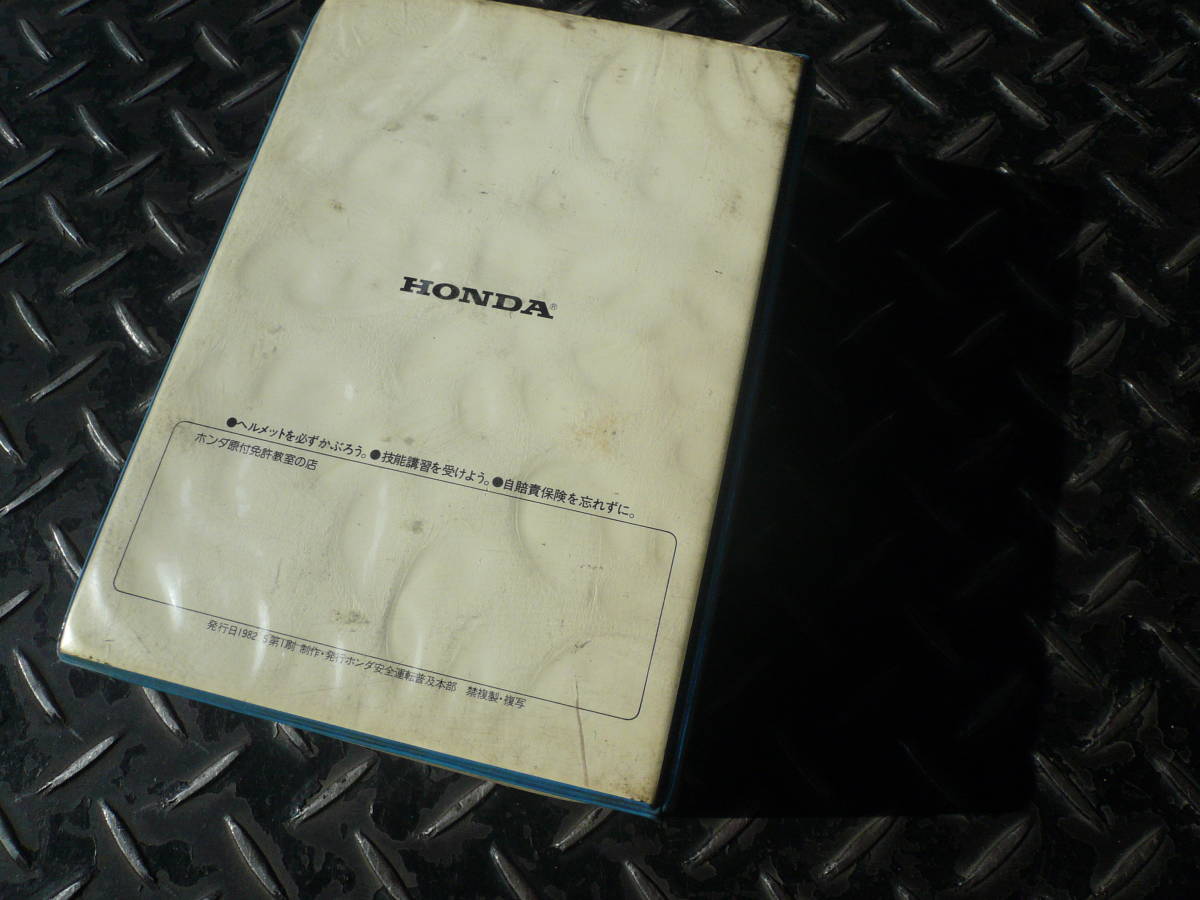 HONDA®
●ヘルメットを必ずかぶろう。●技能講習を受けよう。●自賠責保険を忘れずに。
ホンダ原付免許教室の店
発行日1982 5第1刷 制作・発行ホンダ安全運転普及本部 禁複製・複写